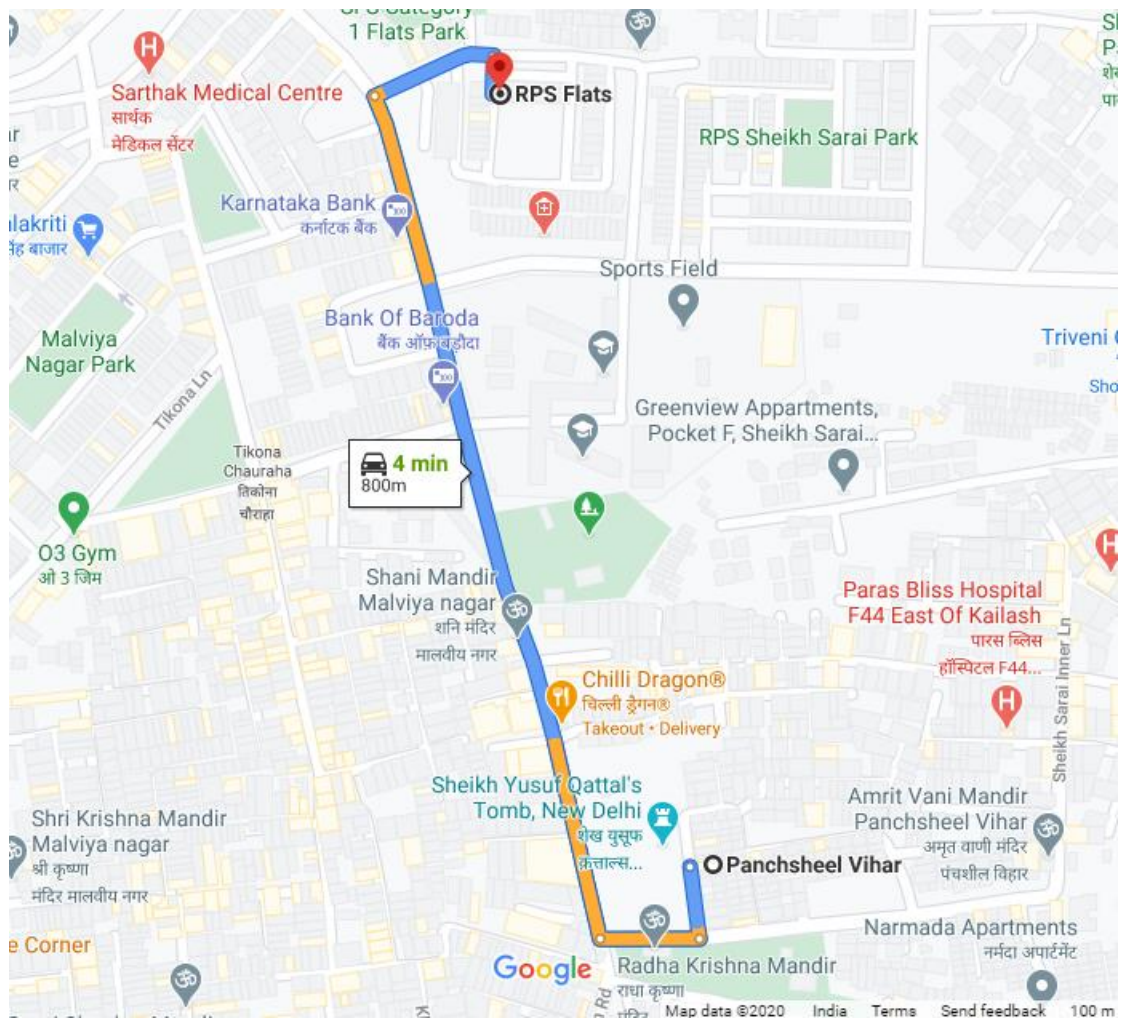 1 Flats Park
Sarthak Medical Centre
सार्थक
मेडिकल सेंटर
RPS Flats
RPS Sheikh Sarai Park
Karnataka Bank
कर्नाटक बैंक
Sports Field
Bank Of Baroda
बैंक ऑफ़ बड़ौदा
Malviya
Nagar Park
Triveni
Sho
Tikona Ln
Greenview Appartments,
Pocket F, Sheikh Sarai...
Tikona
Chauraha
तिकोना
चौराहा
4 min
800m
O3 Gym
ओ 3 जिम
Shani Mandir
Malviya nagar
शनि मंदिर
मालवीय नगर
Paras Bliss Hospital
F44 East Of Kailash
पारस ब्लिस
हॉस्पिटल F44...
Sheikh Sarai Inner Ln
Chilli Dragon®
चिल्ली ड्रैगन®
Takeout • Delivery
Sheikh Yusuf Qattal's
Tomb, New Delhi
शेख युसूफ
क़त्ताल्स...
Shri Krishna Mandir
Malviya nagar
श्री कृष्णा
मंदिर मालवीय नगर
Amrit Vani Mandir
Panchsheel Vihar
अमृत वाणी मंदिर
पंचशील विहार
Panchsheel Vihar
Narmada Apartments
नर्मदा अपार्टमेंट
Corner
Google
Radha Krishna Mandir
राधा कृष्णा
Rd
Map data ©2020 India Terms Send feedback 100 m